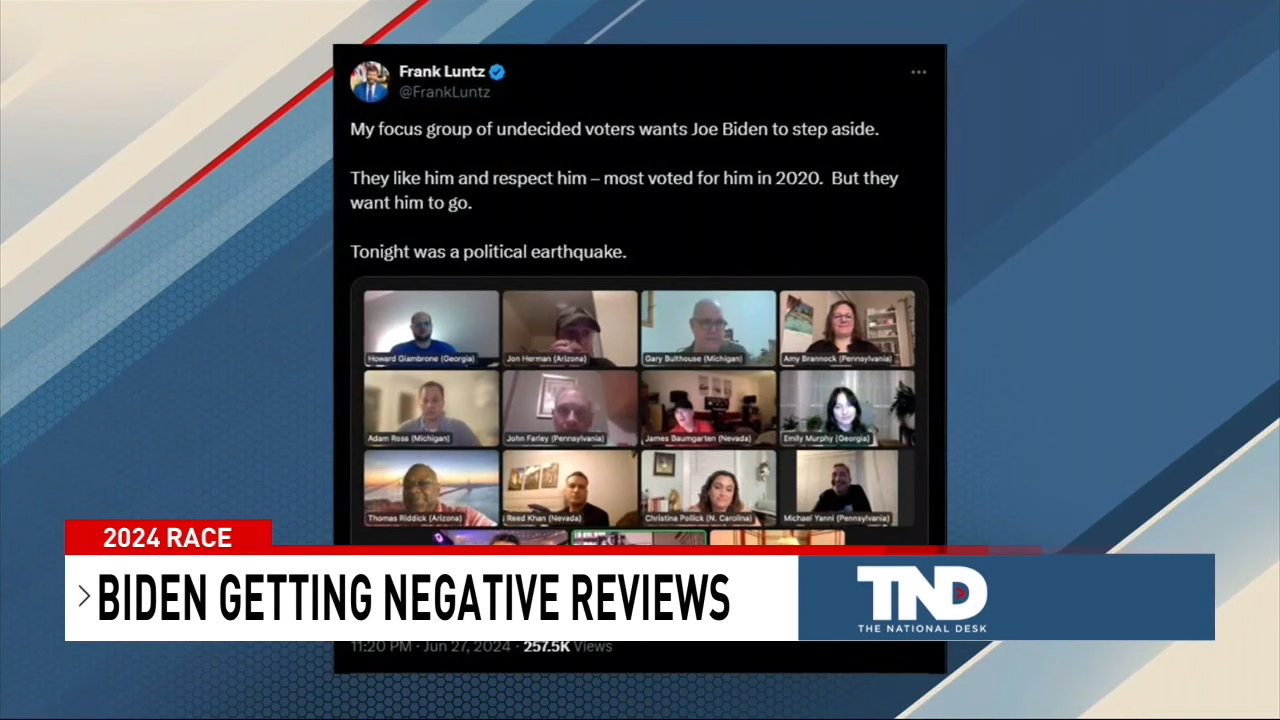 Frank Luntz
@FrankLuntz
My focus group of undecided voters wants Joe Biden to step aside.
They like him and respect him – most voted for him in 2020. But they
want him to go.
Tonight was a political earthquake.
Howard Giambrone (Georgia)
Jon Herman (Arizona)
Gary Bulthouse (Michigan)
Amy Brannock (Pennsylvania)
Adam Ross (Michigan)
John Farley (Pennsylvania)
James Baumgarten (Nevada)
Emily Murphy (Georgia)
Thomas Riddick (Arizona)
Reed Khan (Nevada)
Christina Pollick (N. Carolina)
Michael Yanni (Pennsylvania)
2024 RACE
BIDEN GETTING NEGATIVE REVIEWS
TND
THE NATIONAL DESK
11:20 PM · Jun 27, 2024 · 257.5K Views